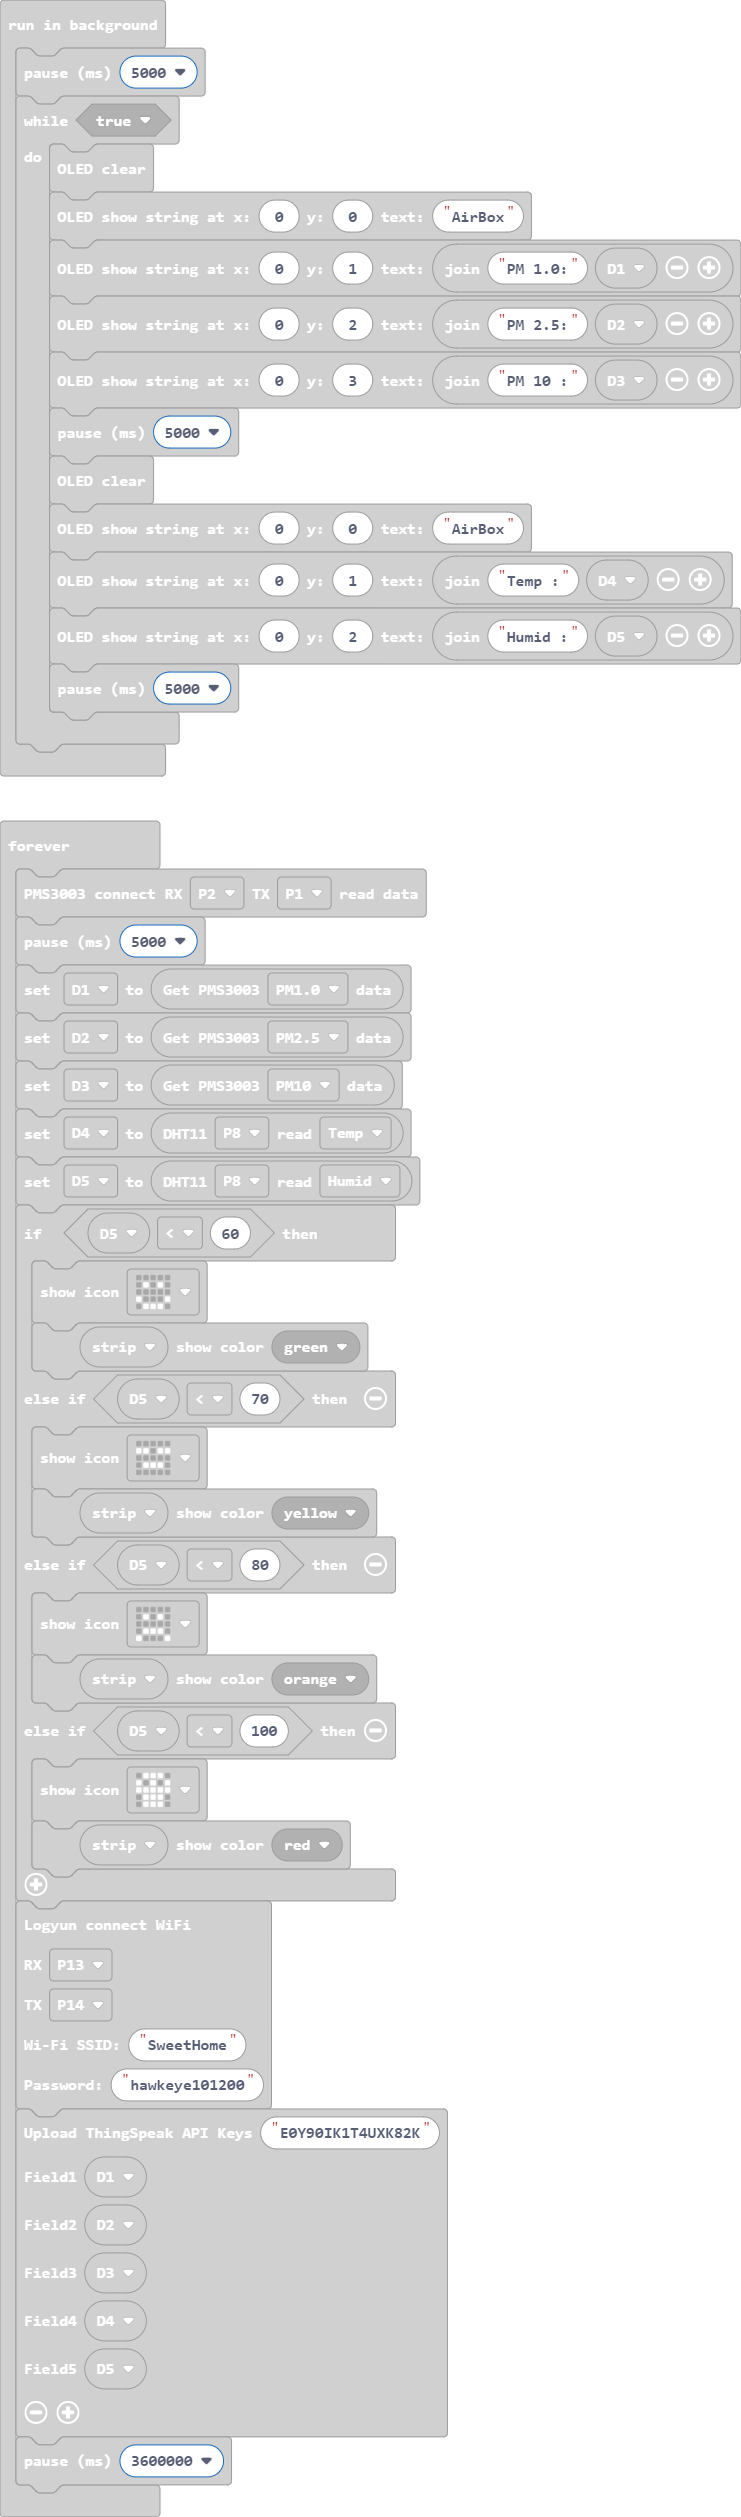 run in background
pause (ms) 5000
while true
do
OLED clear
OLED show string at x: 0 y: 0 text: "AirBox"
OLED show string at x: 0 y: 1 text: join "PM 1.0:" D1
OLED show string at x: 0 y: 2 text: join "PM 2.5:" D2
OLED show string at x: 0 y: 3 text: join "PM 10 :" D3
pause (ms) 5000
OLED clear
OLED show string at x: 0 y: 0 text: "AirBox"
OLED show string at x: 0 y: 1 text: join "Temp :" D4
OLED show string at x: 0 y: 2 text: join "Humid :" D5
pause (ms) 5000
forever
PMS3003 connect RX P2 TX P1 read data
pause (ms) 5000
set D1 to Get PMS3003 PM1.0 data
set D2 to Get PMS3003 PM2.5 data
set D3 to Get PMS3003 PM10 data
set D4 to DHT11 P8 read Temp
set D5 to DHT11 P8 read Humid
if D5 < 60 then
show icon
strip show color green
else if D5 < 70 then
show icon
strip show color yellow
else if D5 < 80 then
show icon
strip show color orange
else if D5 < 100 then
show icon
strip show color red
Logyun connect WiFi
RX P13
TX P14
Wi-Fi SSID: "SweetHome"
Password: "hawkeye101200"
Upload ThingSpeak API Keys "E0Y90IK1T4UXK82K"
Field1 D1
Field2 D2
Field3 D3
Field4 D4
Field5 D5
pause (ms) 3600000